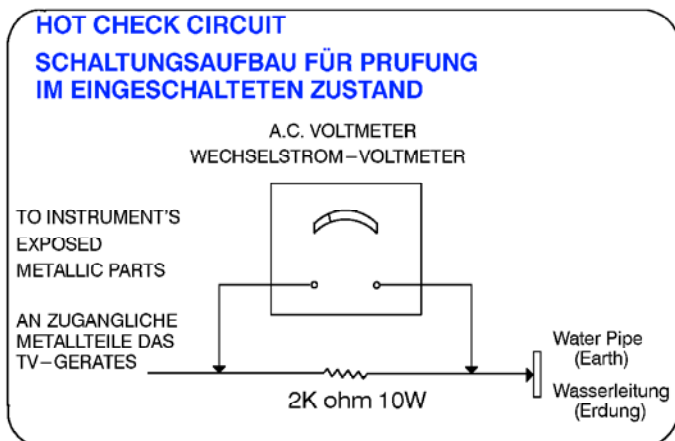 HOT CHECK CIRCUIT
SCHALTUNGSAUFBAU FÜR PRUFUNG
IM EINGESCHALTETEN ZUSTAND
A.C. VOLTMETER
WECHSELSTROM–VOLTMETER
TO INSTRUMENT'S
EXPOSED
METALLIC PARTS
AN ZUGANGLICHE
METALLTEILE DAS
TV–GERATES
2K ohm 10W
Water Pipe
(Earth)
Wasserleitung
(Erdung)